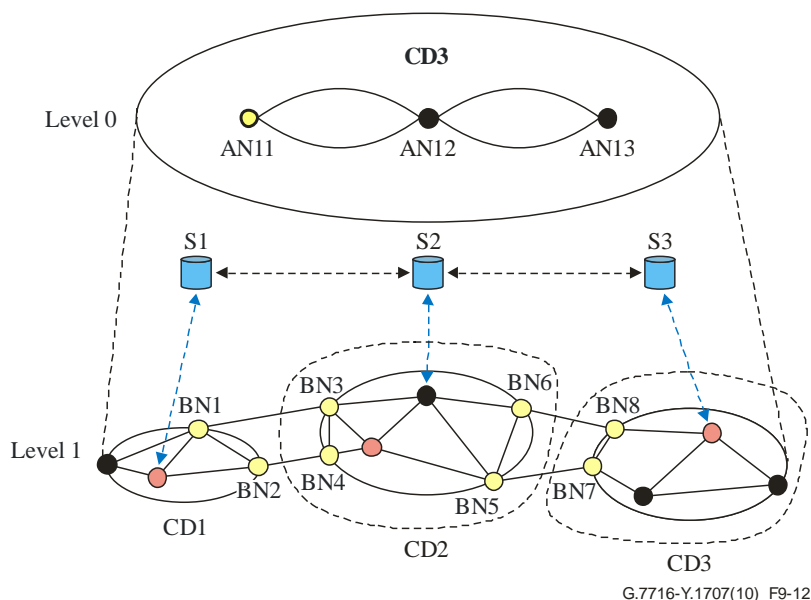 CD3
Level 0
AN11
AN12
AN13
S1
S2
S3
BN3
BN6
BN1
BN8
Level 1
BN4
BN2
BN7
BN5
CD1
CD2
CD3
G.7716-Y.1707(10)_F9-12